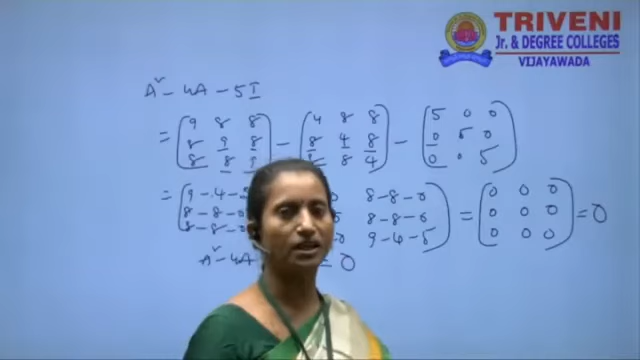 TRIVENI
Jr. & DEGREE COLLEGES
VIJAYAWADA
A² - 4A - 5I
= (9 8 8 - (4 8 8 - (5 0 0
8 9 8 8 4 8 0 5 0
8 8 9) 8 8 4) 0 0 5)
= (9-4-5 8-8-0 = (0 0 0 = 0
8-8-0 8-8-0 0 0 0
8-8-0 9-4-5) 0 0 0)
A² - 4A = 0